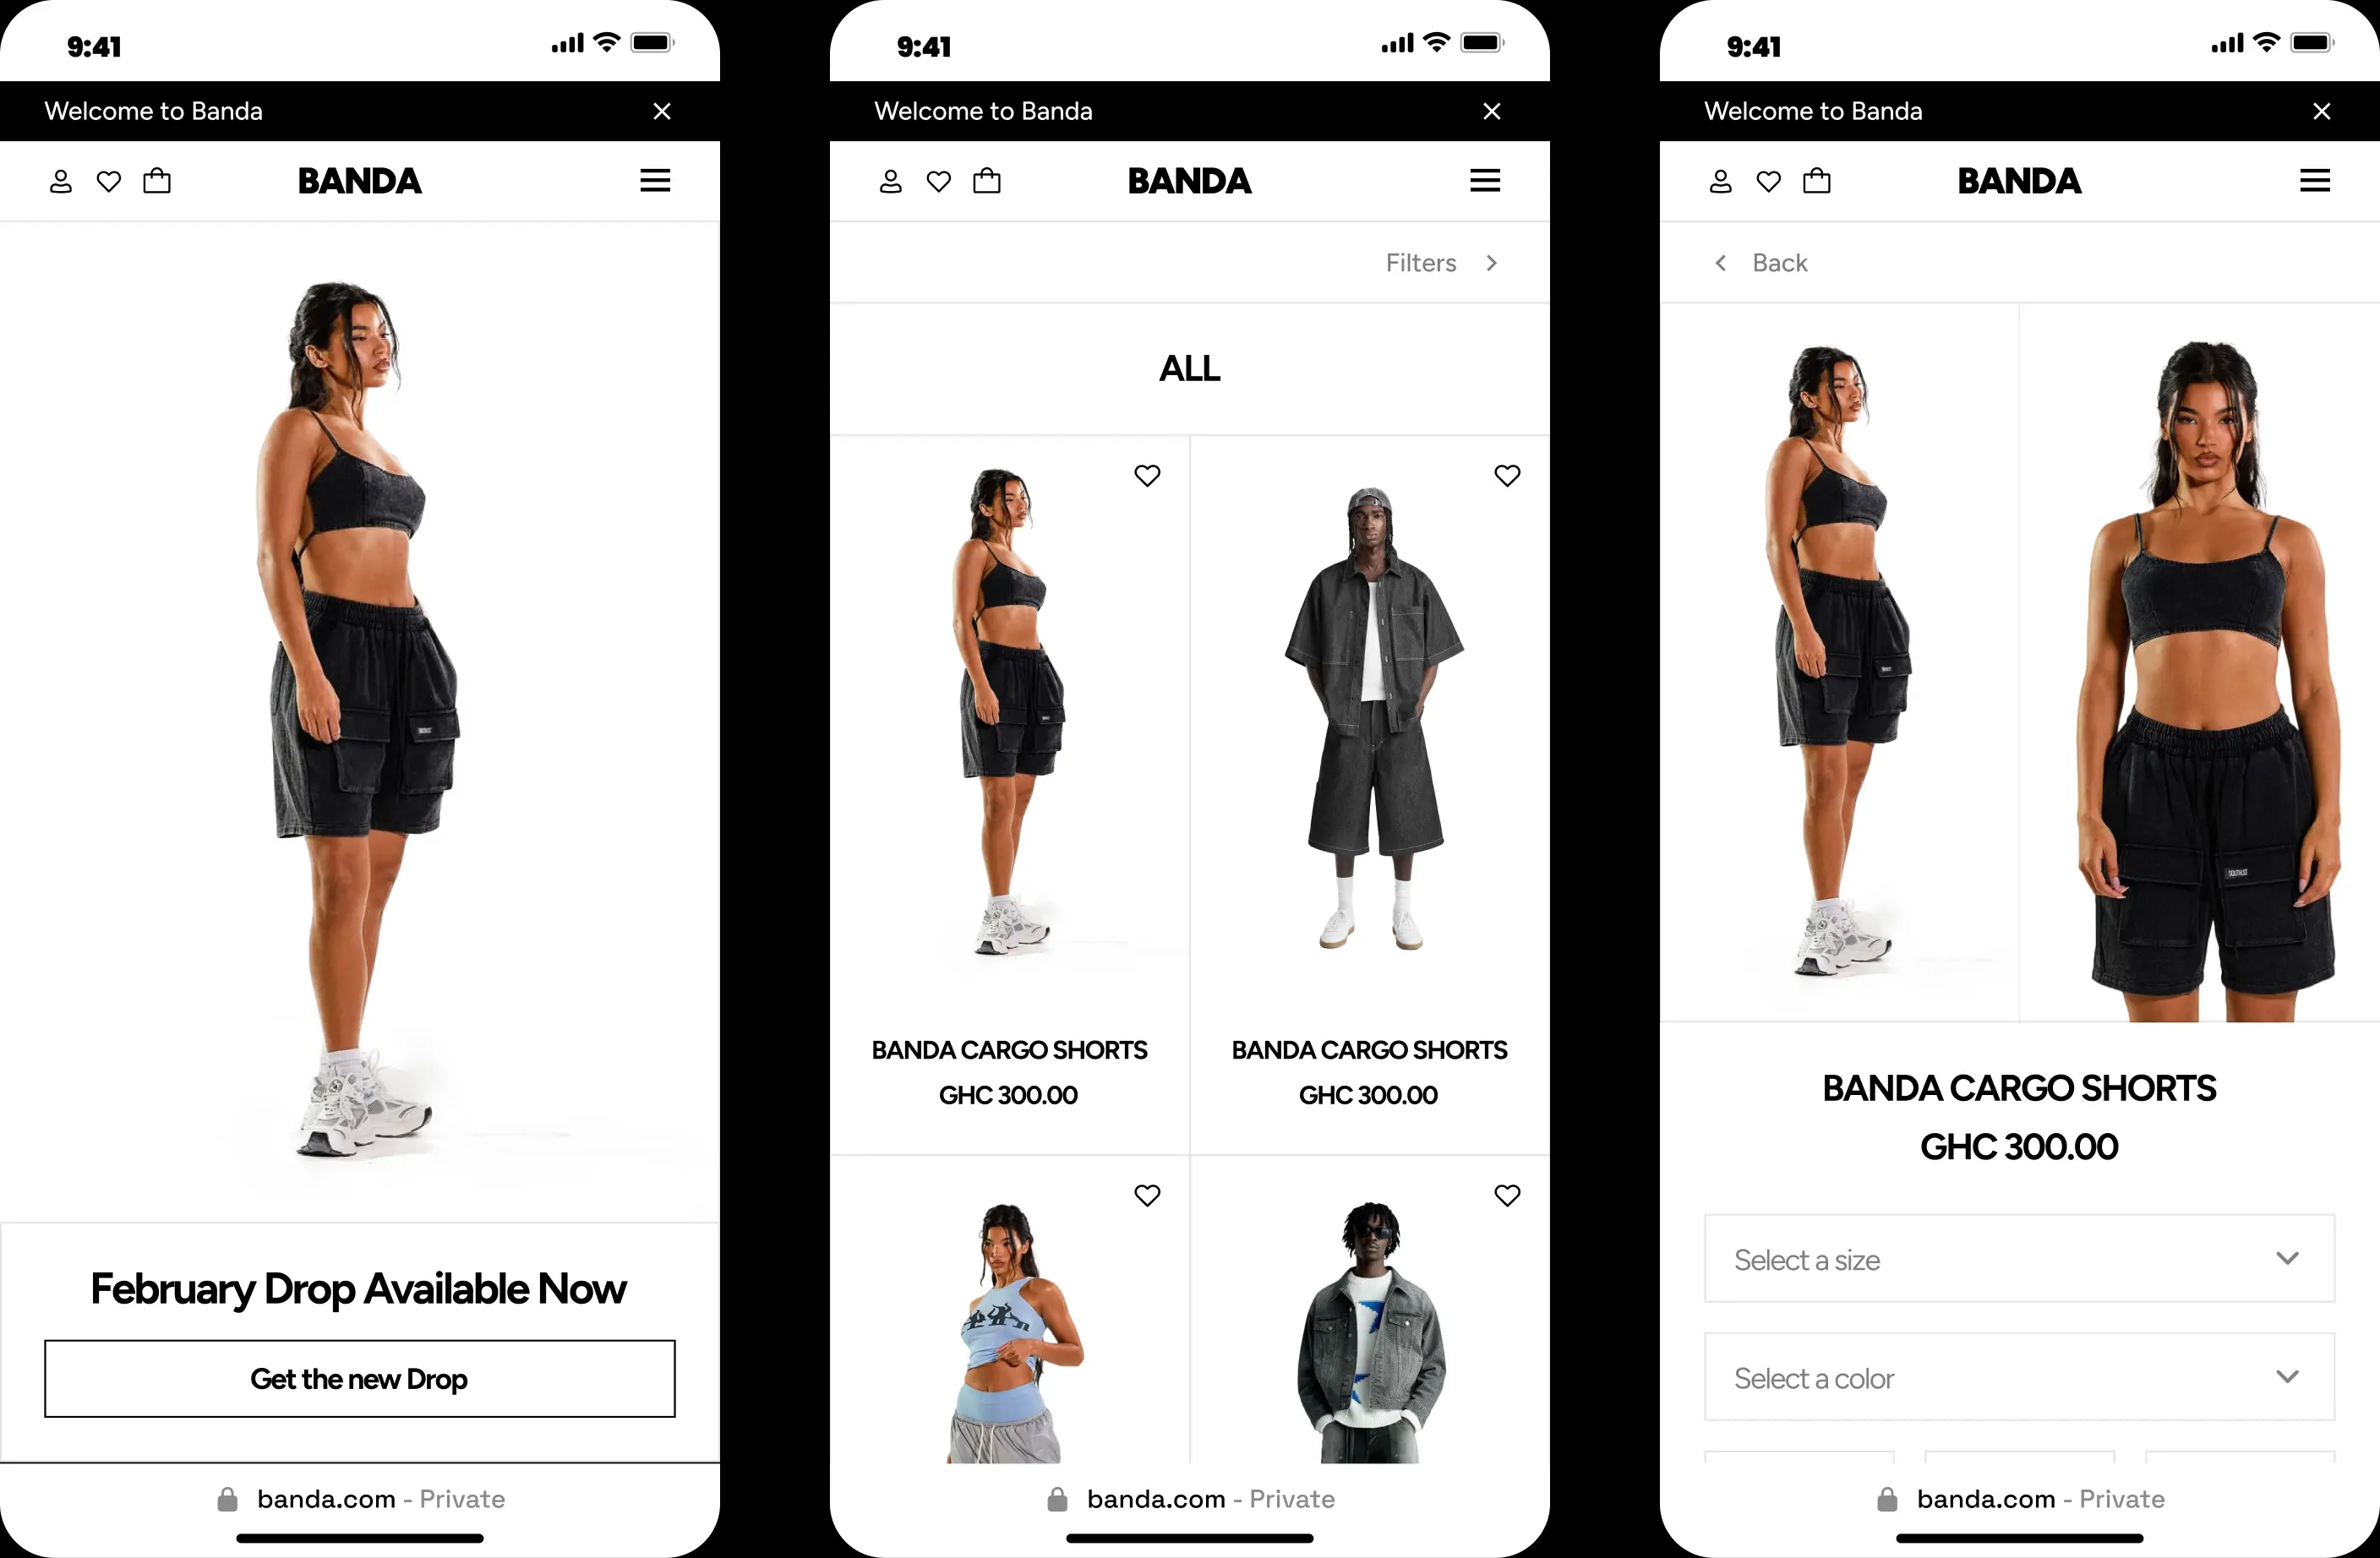 9:41
Welcome to Banda
BANDA
February Drop Available Now
Get the new Drop
banda.com - Private
9:41
Welcome to Banda
BANDA
Filters
ALL
BANDA CARGO SHORTS
GHC 300.00
BANDA CARGO SHORTS
GHC 300.00
banda.com - Private
9:41
Welcome to Banda
BANDA
Back
BANDA CARGO SHORTS
GHC 300.00
Select a size
Select a color
banda.com - Private